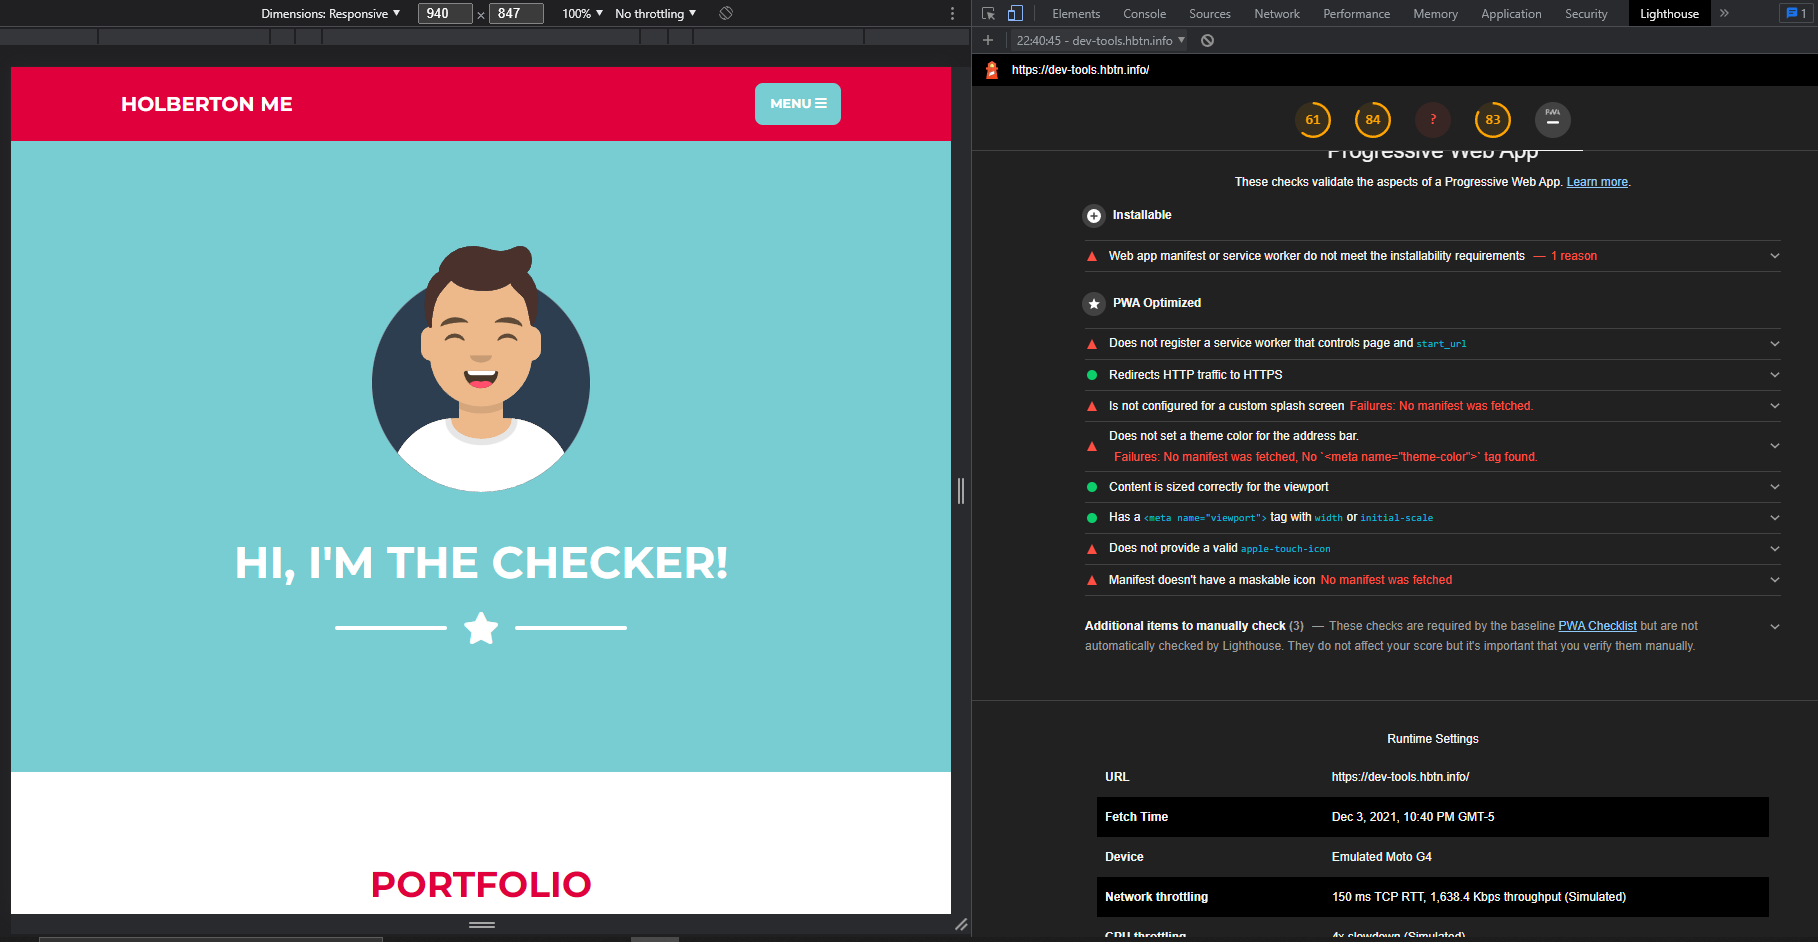 Dimensions: Responsive ▼ 940 × 847 100% ▼ No throttling ▼
Elements Console Sources Network Performance Memory Application Security Lighthouse » 1
+ 22:40:45 - dev-tools.hbtn.info ▼
https://dev-tools.hbtn.info/
HOLBERTON ME
MENU
HI, I'M THE CHECKER!
PORTFOLIO
61 84 ? 83 PWA
Progressive Web App
These checks validate the aspects of a Progressive Web App. Learn more.
Installable
Web app manifest or service worker do not meet the installability requirements — 1 reason
PWA Optimized
Does not register a service worker that controls page and start_url
Redirects HTTP traffic to HTTPS
Is not configured for a custom splash screen Failures: No manifest was fetched.
Does not set a theme color for the address bar.
Failures: No manifest was fetched, No `<meta name="theme-color">` tag found.
Content is sized correctly for the viewport
Has a <meta name="viewport"> tag with width or initial-scale
Does not provide a valid apple-touch-icon
Manifest doesn't have a maskable icon No manifest was fetched
Additional items to manually check (3) — These checks are required by the baseline PWA Checklist but are not
automatically checked by Lighthouse. They do not affect your score but it's important that you verify them manually.
Runtime Settings
URL https://dev-tools.hbtn.info/
Fetch Time Dec 3, 2021, 10:40 PM GMT-5
Device Emulated Moto G4
Network throttling 150 ms TCP RTT, 1,638.4 Kbps throughput (Simulated)
CPU throttling 4x slowdown (Simulated)